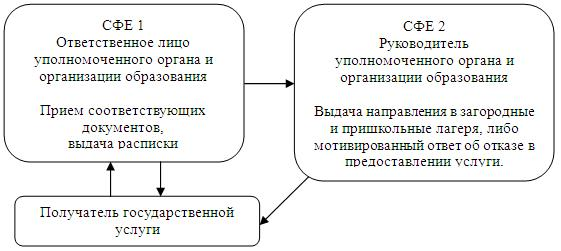 СФЕ 1
Ответственное лицо
уполномоченного органа и
организации образования
Прием соответствующих
документов,
выдача расписки
СФЕ 2
Руководитель
уполномоченного органа и
организации образования
Выдача направления в загородные
и пришкольные лагеря, либо
мотивированный ответ об отказе в
предоставлении услуги.
Получатель государственной
услуги